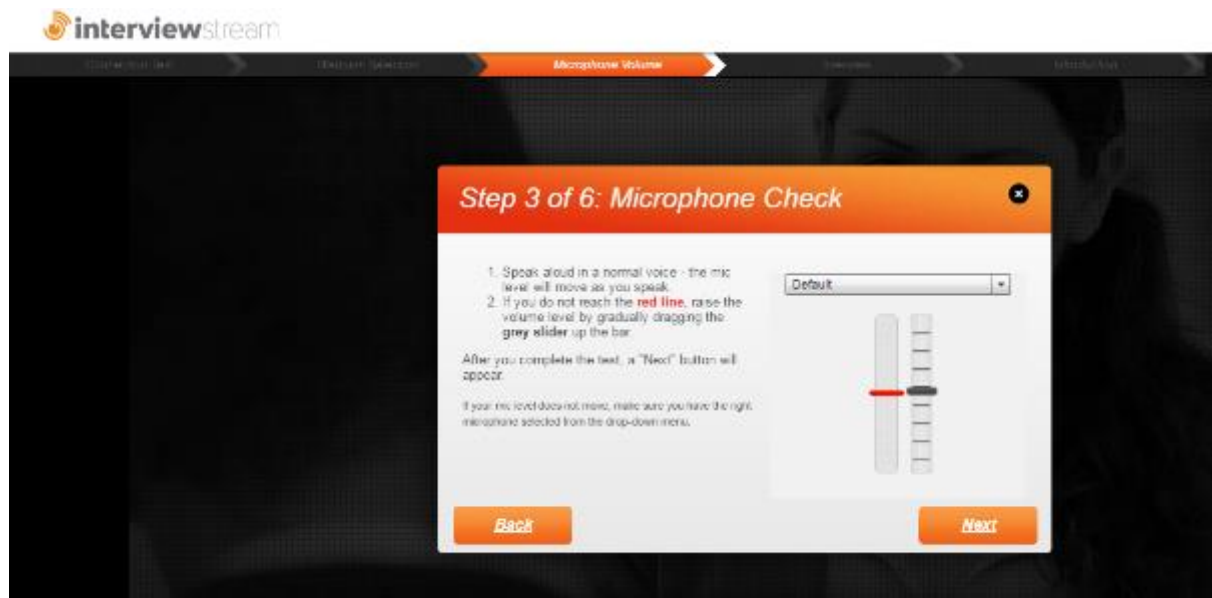 interviewstream
Connection Test
Microphone Volume
Step 3 of 6: Microphone Check
1. Speak aloud in a normal voice - the mic
level will move as you speak.
2. If you do not reach the red line, raise the
volume level by gradually dragging the
grey slider up the bar.
After you complete the test, a "Next" button will
appear.
If your mic level does not move, make sure you have the right
microphone selected from the drop-down menu.
Default
Back
Next